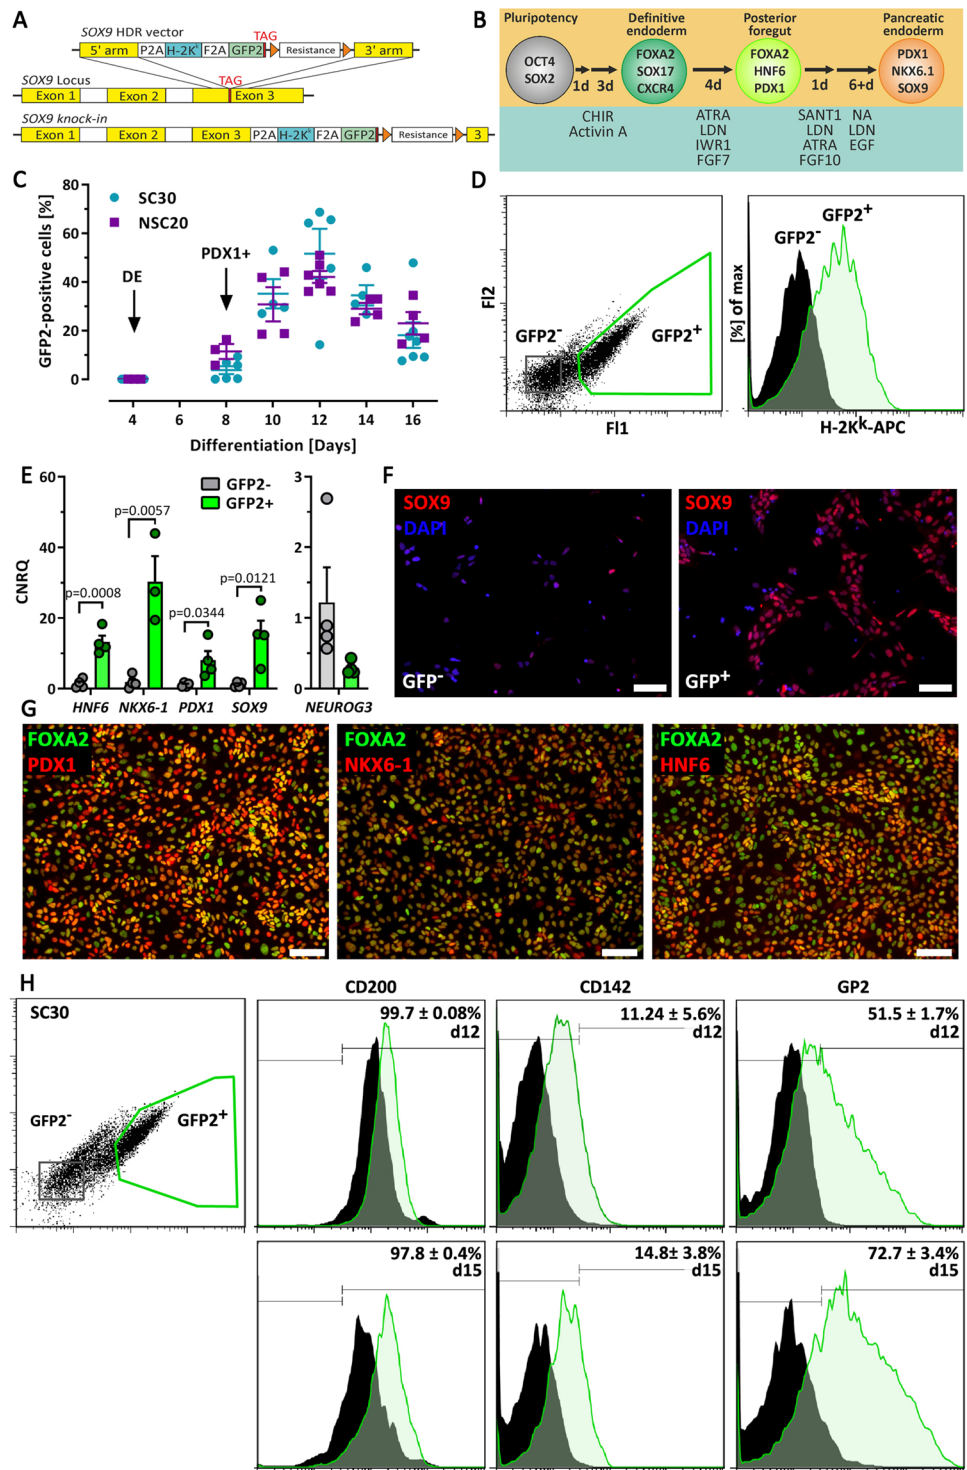 A
SOX9 HDR vector
TAG
5' arm P2A H-2Kk F2A GFP2 Resistance 3' arm
SOX9 Locus
TAG
Exon 1 Exon 2 Exon 3
SOX9 knock-in
Exon 1 Exon 2 Exon 3 P2A H-2Kk F2A GFP2 Resistance 3
B
Pluripotency
Definitive endoderm
Posterior foregut
Pancreatic endoderm
OCT4
SOX2
FOXA2
SOX17
CXCR4
FOXA2
HNF6
PDX1
PDX1
NKX6.1
SOX9
1d 3d 4d 1d 6+d
CHIR
Activin A
ATRA
LDN
IWR1
FGF7
SANT1
LDN
ATRA
FGF10
NA
LDN
EGF
C
GFP2-positive cells [%]
80
60
40
20
0
SC30
NSC20
DE
PDX1+
4 6 8 10 12 14 16
Differentiation [Days]
D
Fl2
GFP2-
GFP2+
Fl1
[%] of max
GFP2-
GFP2+
H-2Kk-APC
E
CNRQ
60
40
20
0
GFP2-
GFP2+
p=0.0008
p=0.0057
p=0.0344
p=0.0121
HNF6 NKX6-1 PDX1 SOX9
3
2
1
0
NEUROG3
F
SOX9
DAPI
GFP-
SOX9
DAPI
GFP+
G
FOXA2
PDX1
FOXA2
NKX6-1
FOXA2
HNF6
H
SC30
GFP2-
GFP2+
CD200
99.7 ± 0.08%
d12
CD142
11.24 ± 5.6%
d12
GP2
51.5 ± 1.7%
d12
97.8 ± 0.4%
d15
14.8± 3.8%
d15
72.7 ± 3.4%
d15